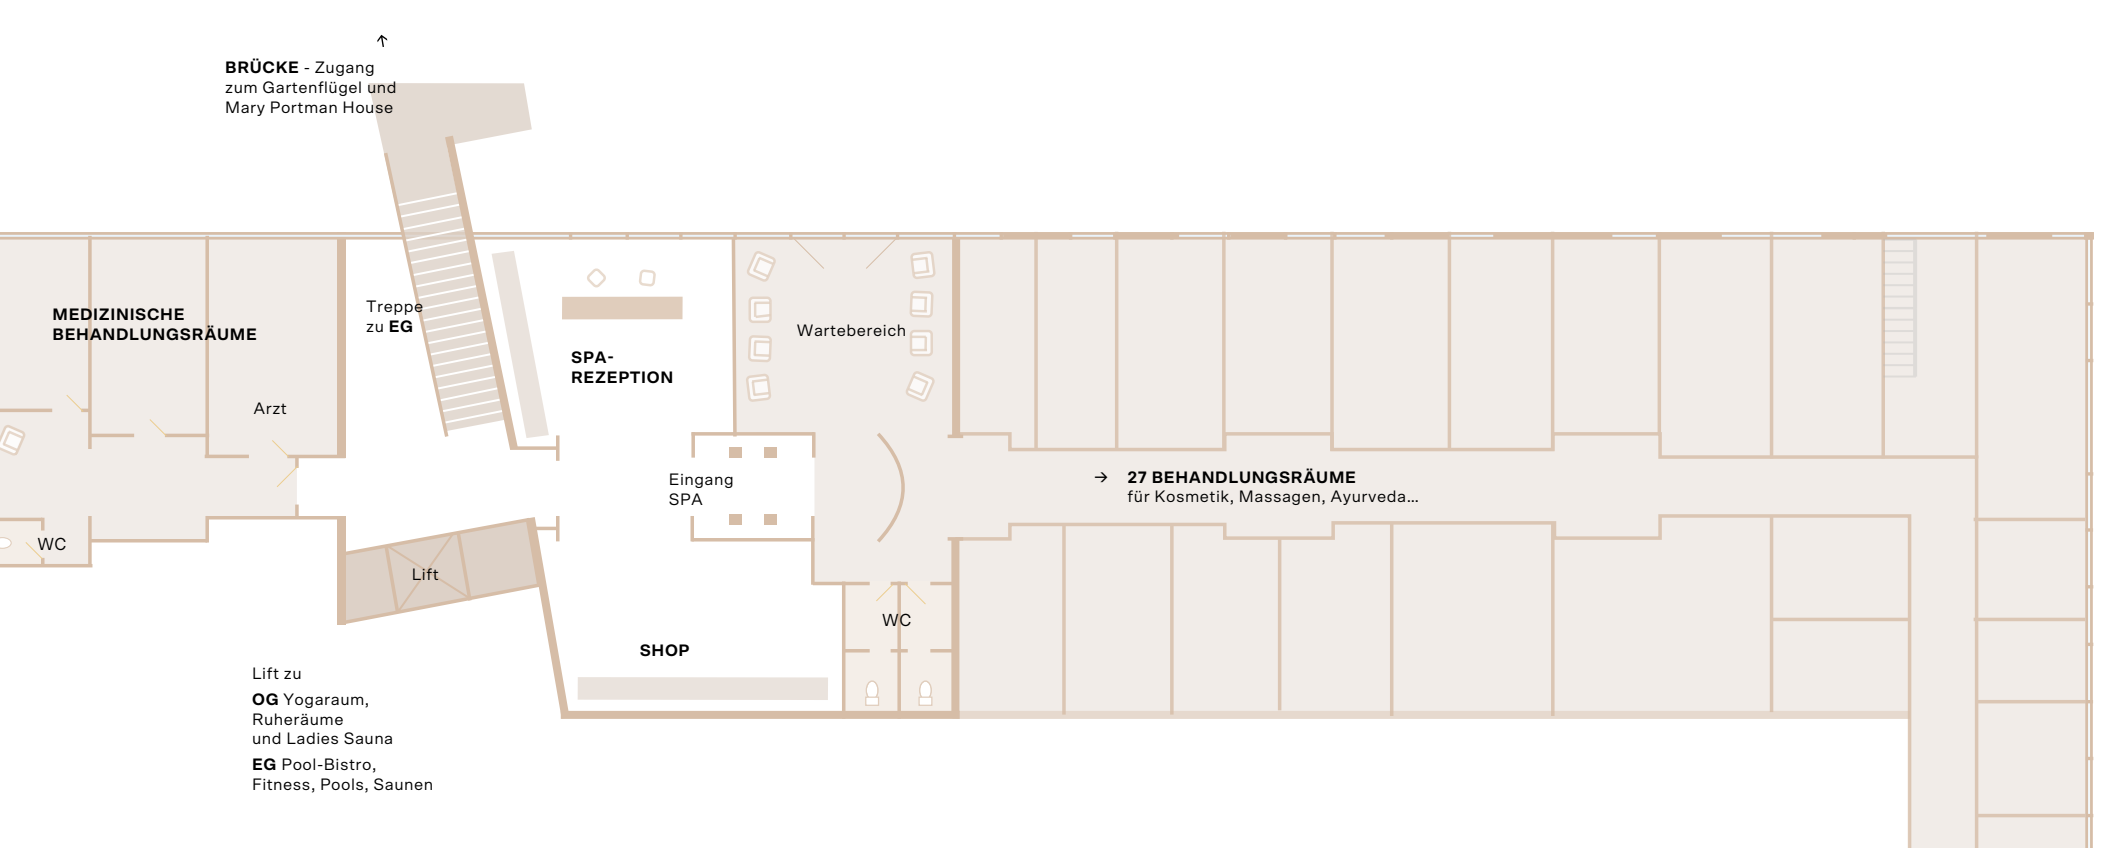 BRÜCKE - Zugang
zum Gartenflügel und
Mary Portman House
MEDIZINISCHE
BEHANDLUNGSRÄUME
Arzt
WC
Treppe
zu EG
SPA-
REZEPTION
Wartebereich
Eingang
SPA
→ 27 BEHANDLUNGSRÄUME
für Kosmetik, Massagen, Ayurveda...
Lift
WC
SHOP
Lift zu
OG Yogaraum,
Ruheräume
und Ladies Sauna
EG Pool-Bistro,
Fitness, Pools, Saunen